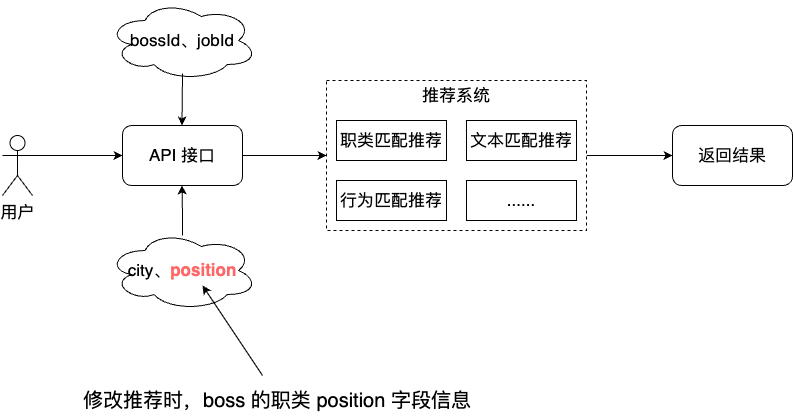 bossId、jobId
推荐系统
API 接口
职类匹配推荐
文本匹配推荐
返回结果
行为匹配推荐
......
用户
city、position
修改推荐时，boss 的职类 position 字段信息